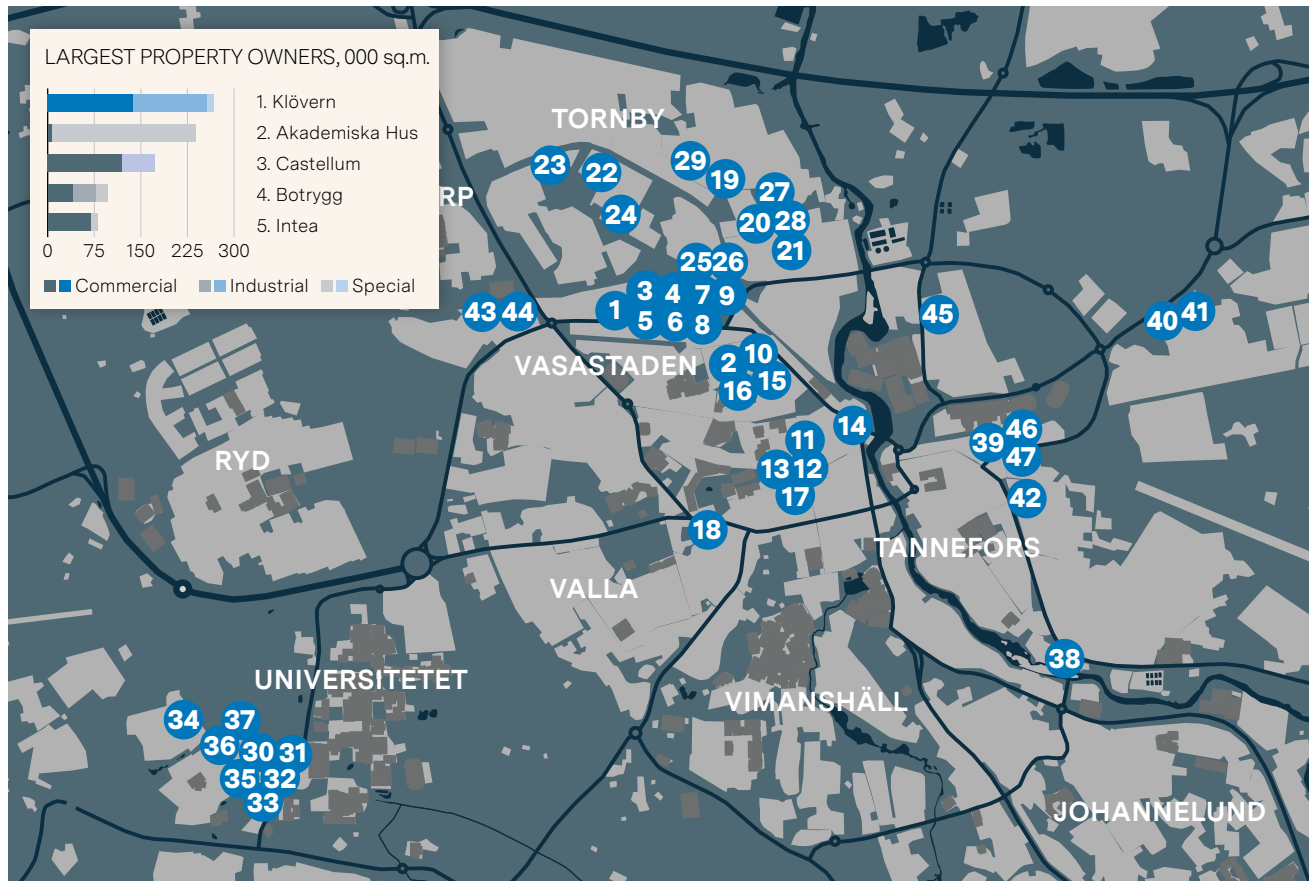 LARGEST PROPERTY OWNERS, 000 sq.m.
1. Klövern
2. Akademiska Hus
3. Castellum
4. Botrygg
5. Intea
0 75 150 225 300
Commercial Industrial Special
TORNBY
29
23 22 19
27
RP
24 20 28
21
25 26
3 4 7 9
43 44 1 45 40 41
5 6 8
VASASTADEN 2 10
16 15
14
11 46
39
RYD 13 12 47
17 42
18
TANNEFORS
VALLA
38
UNIVERSITETET
VIMANSHÄLL
34 37
36 30 31
35 32
33
JOHANNELUND